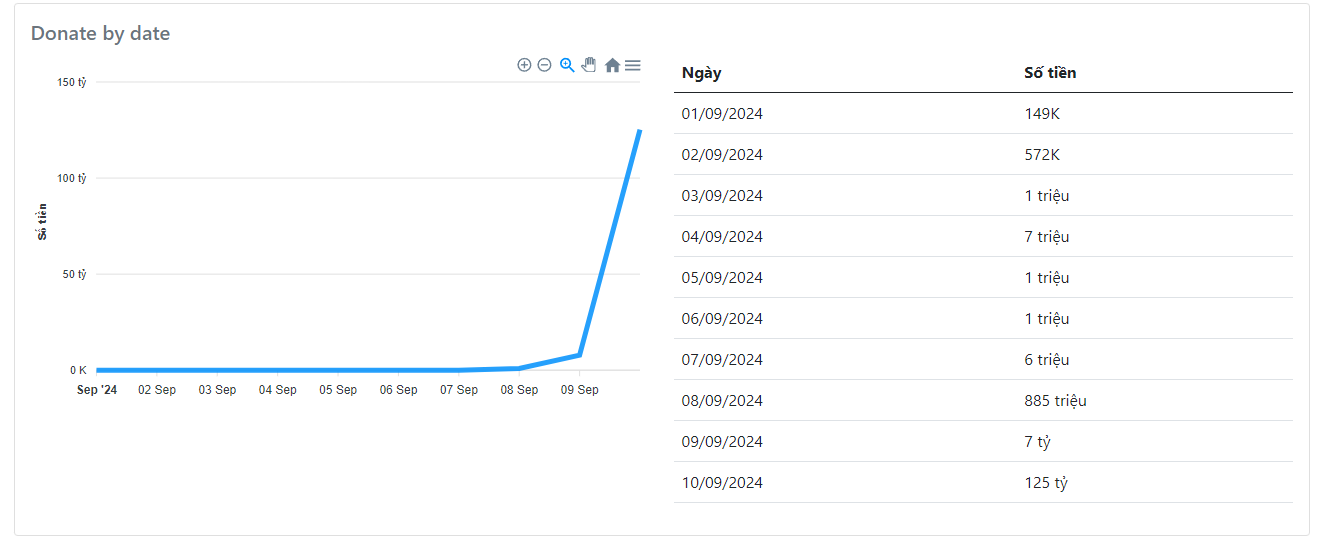 Donate by date
150 tỷ
100 tỷ
50 tỷ
0 K
Số tiền
Sep '24 02 Sep 03 Sep 04 Sep 05 Sep 06 Sep 07 Sep 08 Sep 09 Sep
Ngày Số tiền
01/09/2024 149K
02/09/2024 572K
03/09/2024 1 triệu
04/09/2024 7 triệu
05/09/2024 1 triệu
06/09/2024 1 triệu
07/09/2024 6 triệu
08/09/2024 885 triệu
09/09/2024 7 tỷ
10/09/2024 125 tỷ